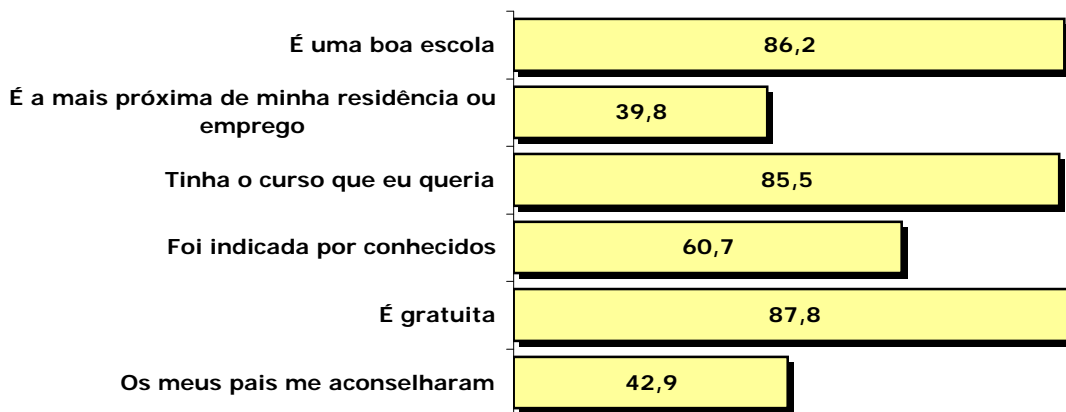 É uma boa escola
86,2
É a mais próxima de minha residência ou
emprego
39,8
Tinha o curso que eu queria
85,5
Foi indicada por conhecidos
60,7
É gratuita
87,8
Os meus pais me aconselharam
42,9